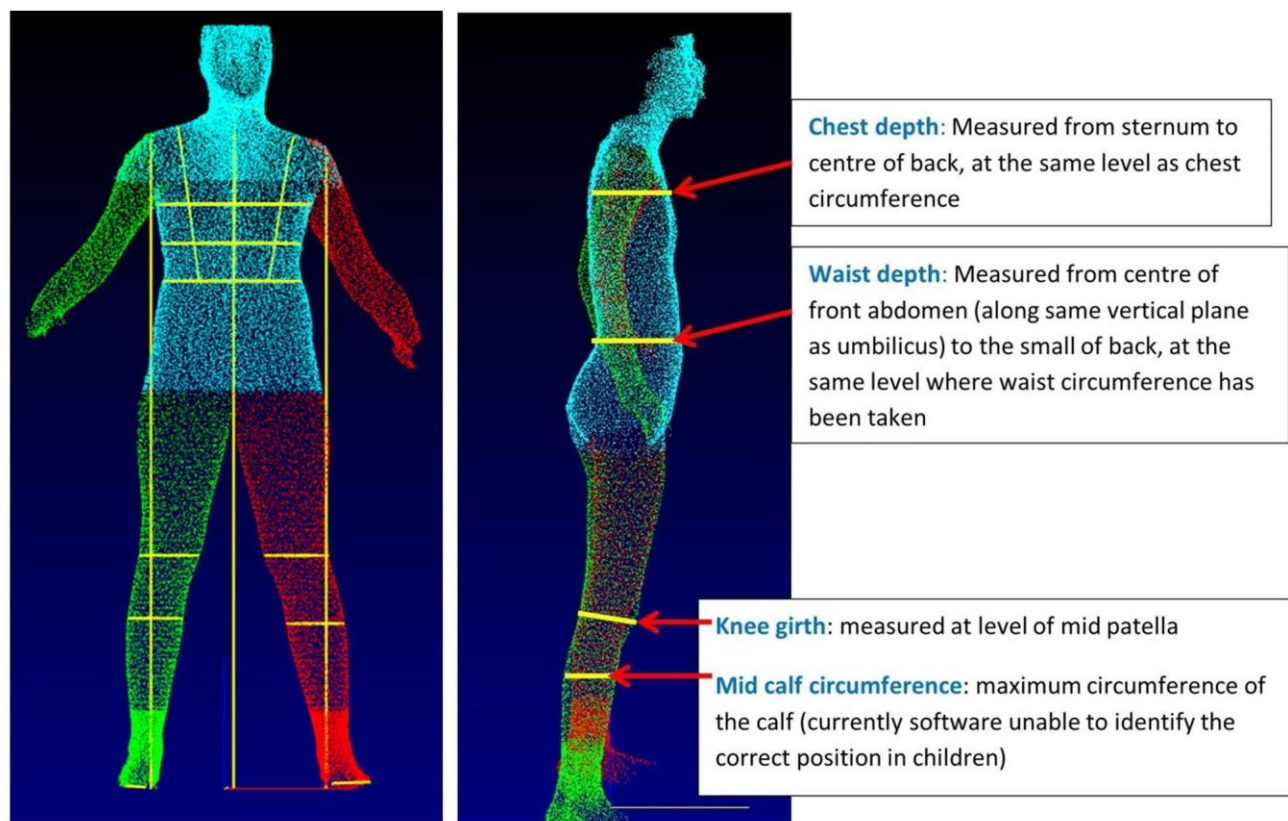 Chest depth: Measured from sternum to
centre of back, at the same level as chest
circumference
Waist depth: Measured from centre of
front abdomen (along same vertical plane
as umbilicus) to the small of back, at the
same level where waist circumference has
been taken
Knee girth: measured at level of mid patella
Mid calf circumference: maximum circumference of
the calf (currently software unable to identify the
correct position in children)